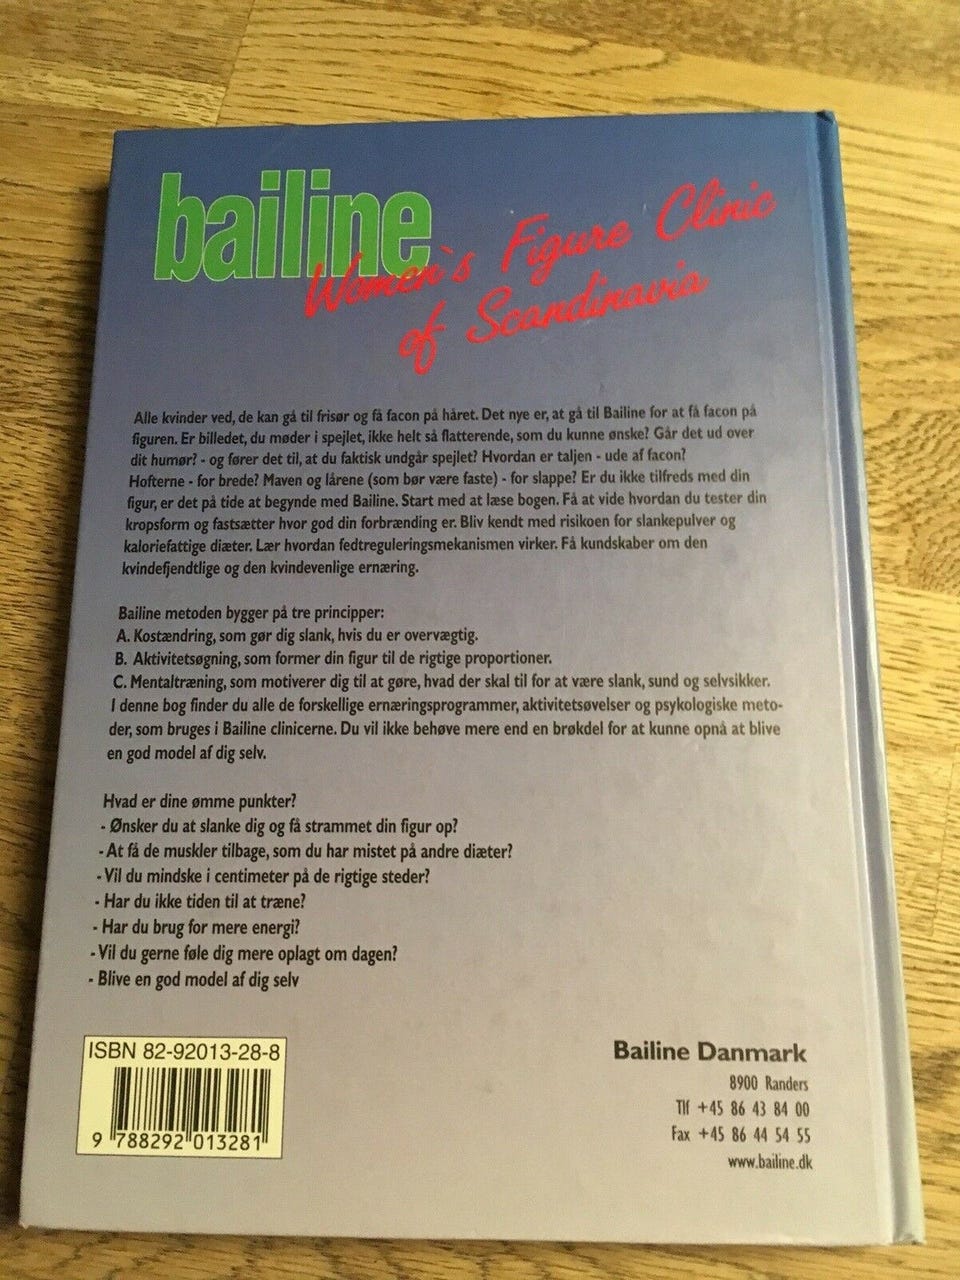 bailine
Women's Figure Clinic
of Scandinavia
Alle kvinder ved, de kan gå til frisør og få facon på håret. Det nye er, at gå til Bailine for at få facon på
figuren. Er billedet, du møder i spejlet, ikke helt så flatterende, som du kunne ønske? Går det ud over
dit humør? - og fører det til, at du faktisk undgår spejlet? Hvordan er taljen - ude af facon?
Hofterne - for brede? Maven og lårene (som bør være faste) - for slappe? Er du ikke tilfreds med din
figur, er det på tide at begynde med Bailine. Start med at læse bogen. Få at vide hvordan du tester din
kropsform og fastsætter hvor god din forbrænding er. Bliv kendt med risikoen for slankepulver og
kaloriefattige diæter. Lær hvordan fedtreguleringsmekanismen virker. Få kundskaber om den
kvindefjendtlige og den kvindevenlige ernæring.
Bailine metoden bygger på tre principper:
A. Kostændring, som gør dig slank, hvis du er overvægtig.
B. Aktivitetsøgning, som former din figur til de rigtige proportioner.
C. Mentaltræning, som motiverer dig til at gøre, hvad der skal til for at være slank, sund og selvsikker.
I denne bog finder du alle de forskellige ernæringsprogrammer, aktivitetsøvelser og psykologiske meto-
der, som bruges i Bailine clinicerne. Du vil ikke behøve mere end en brøkdel for at kunne opnå at blive
en god model af dig selv.
Hvad er dine ømme punkter?
- Ønsker du at slanke dig og få strammet din figur op?
- At få de muskler tilbage, som du har mistet på andre diæter?
- Vil du mindske i centimeter på de rigtige steder?
- Har du ikke tiden til at træne?
- Har du brug for mere energi?
- Vil du gerne føle dig mere oplagt om dagen?
- Blive en god model af dig selv
ISBN 82-92013-28-8
9 788292 013281
Bailine Danmark
8900 Randers
Tlf +45 86 43 84 00
Fax +45 86 44 54 55
www.bailine.dk